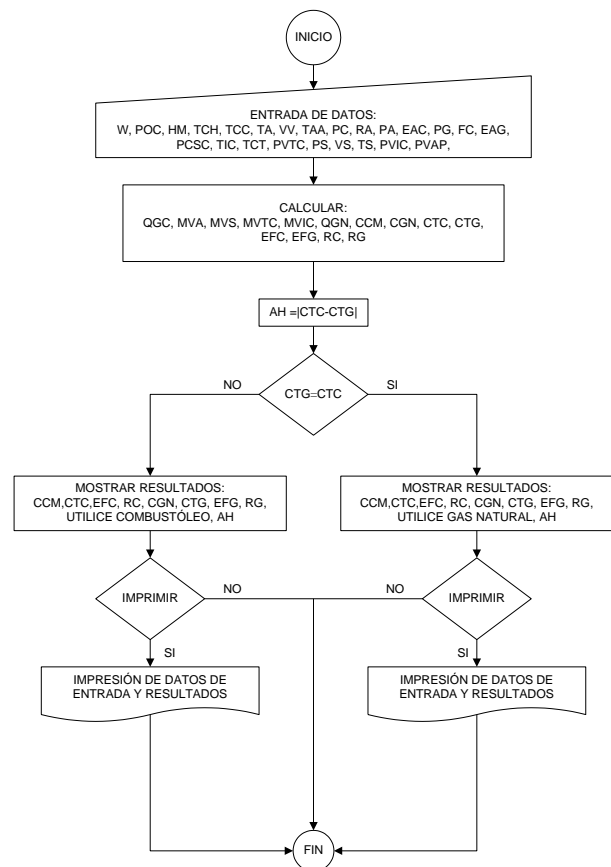 INICIO
ENTRADA DE DATOS:
W, POC, HM, TCH, TCC, TA, VV, TAA, PC, RA, PA, EAC, PG, FC, EAG,
PCSC, TIC, TCT, PVTC, PS, VS, TS, PVIC, PVAP,
CALCULAR:
QGC, MVA, MVS, MVTC, MVIC, QGN, CCM, CGN, CTC, CTG,
EFC, EFG, RC, RG
AH =|CTC-CTG|
NO
CTG=CTC
SI
MOSTRAR RESULTADOS:
CCM,CTC,EFC, RC, CGN, CTG, EFG, RG,
UTILICE COMBUSTÓLEO, AH
MOSTRAR RESULTADOS:
CCM,CTC,EFC, RC, CGN, CTG, EFG, RG,
UTILICE GAS NATURAL, AH
IMPRIMIR
NO
NO
IMPRIMIR
SI
SI
IMPRESIÓN DE DATOS DE
ENTRADA Y RESULTADOS
IMPRESIÓN DE DATOS DE
ENTRADA Y RESULTADOS
FIN